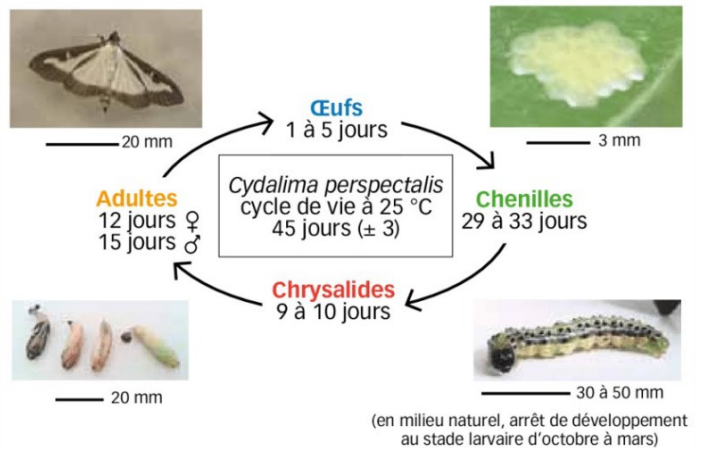 20 mm
Œufs
1 à 5 jours
3 mm
Adultes
12 jours ♀
15 jours ♂
Cydalima perspectalis
cycle de vie à 25 °C
45 jours (± 3)
Chenilles
29 à 33 jours
Chrysalides
9 à 10 jours
20 mm
30 à 50 mm
(en milieu naturel, arrêt de développement
au stade larvaire d’octobre à mars)